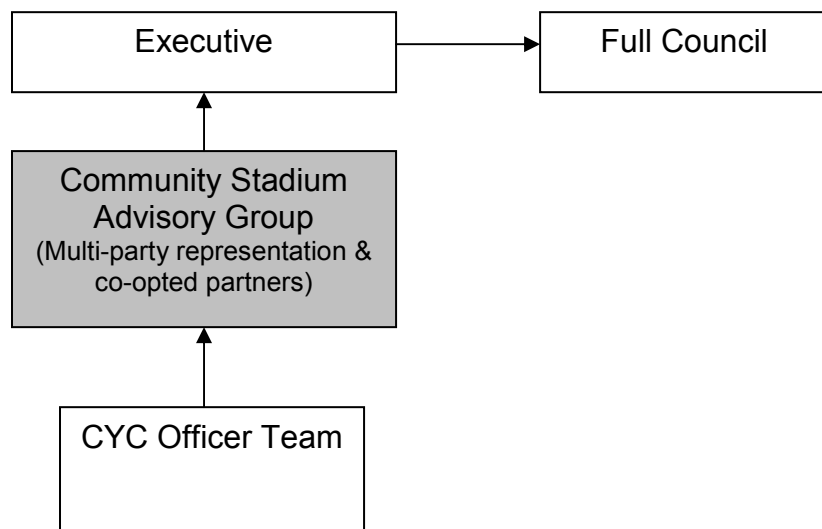 Executive
Full Council
Community Stadium
Advisory Group
(Multi-party representation &
co-opted partners)
CYC Officer Team